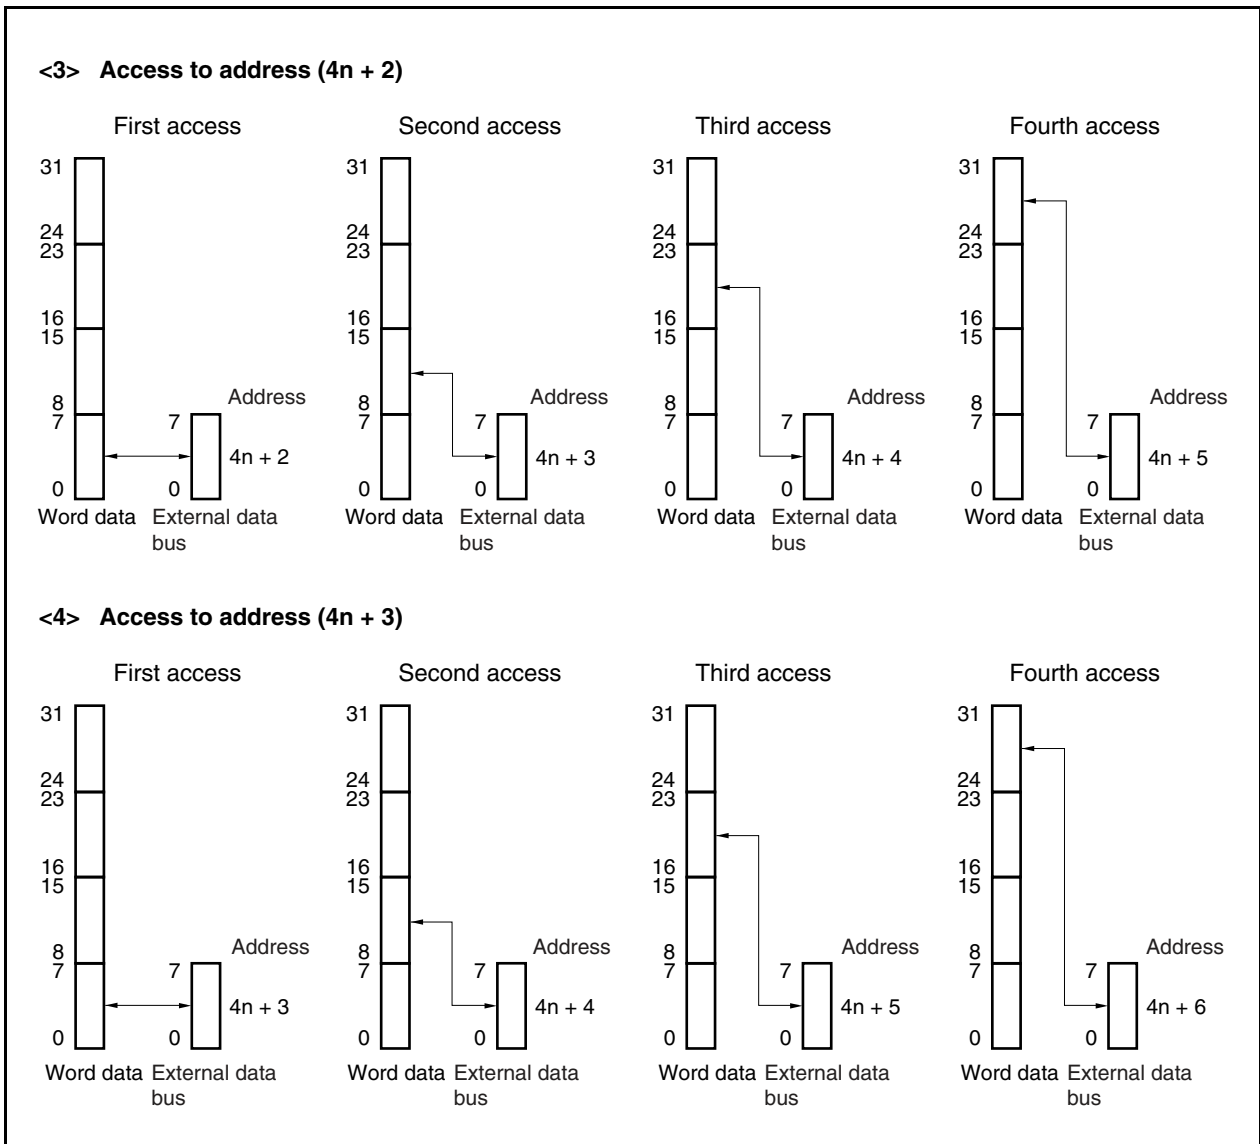 <3> Access to address (4n + 2)
First access
Second access
Third access
Fourth access
31
24
23
16
15
8
7
0
Address
7
4n + 2
0
Word data
External data
bus
31
24
23
16
15
8
7
0
Address
7
4n + 3
0
Word data
External data
bus
31
24
23
16
15
8
7
0
Address
7
4n + 4
0
Word data
External data
bus
31
24
23
16
15
8
7
0
Address
7
4n + 5
0
Word data
External data
bus
<4> Access to address (4n + 3)
First access
Second access
Third access
Fourth access
31
24
23
16
15
8
7
0
Address
7
4n + 3
0
Word data
External data
bus
31
24
23
16
15
8
7
0
Address
7
4n + 4
0
Word data
External data
bus
31
24
23
16
15
8
7
0
Address
7
4n + 5
0
Word data
External data
bus
31
24
23
16
15
8
7
0
Address
7
4n + 6
0
Word data
External data
bus